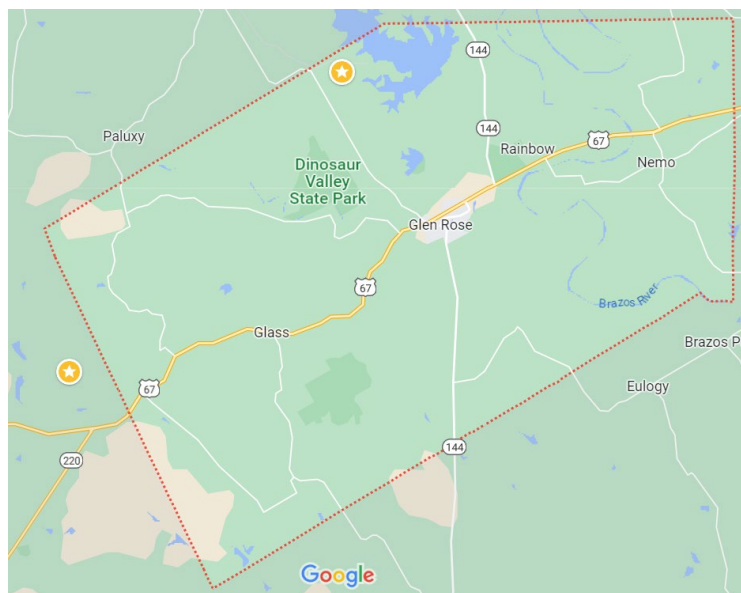 144
144
Rainbow
67
Nemo
Paluxy
Dinosaur
Valley
State Park
Glen Rose
67
Brazos River
Glass
Brazos P
67
Eulogy
144
220
Google